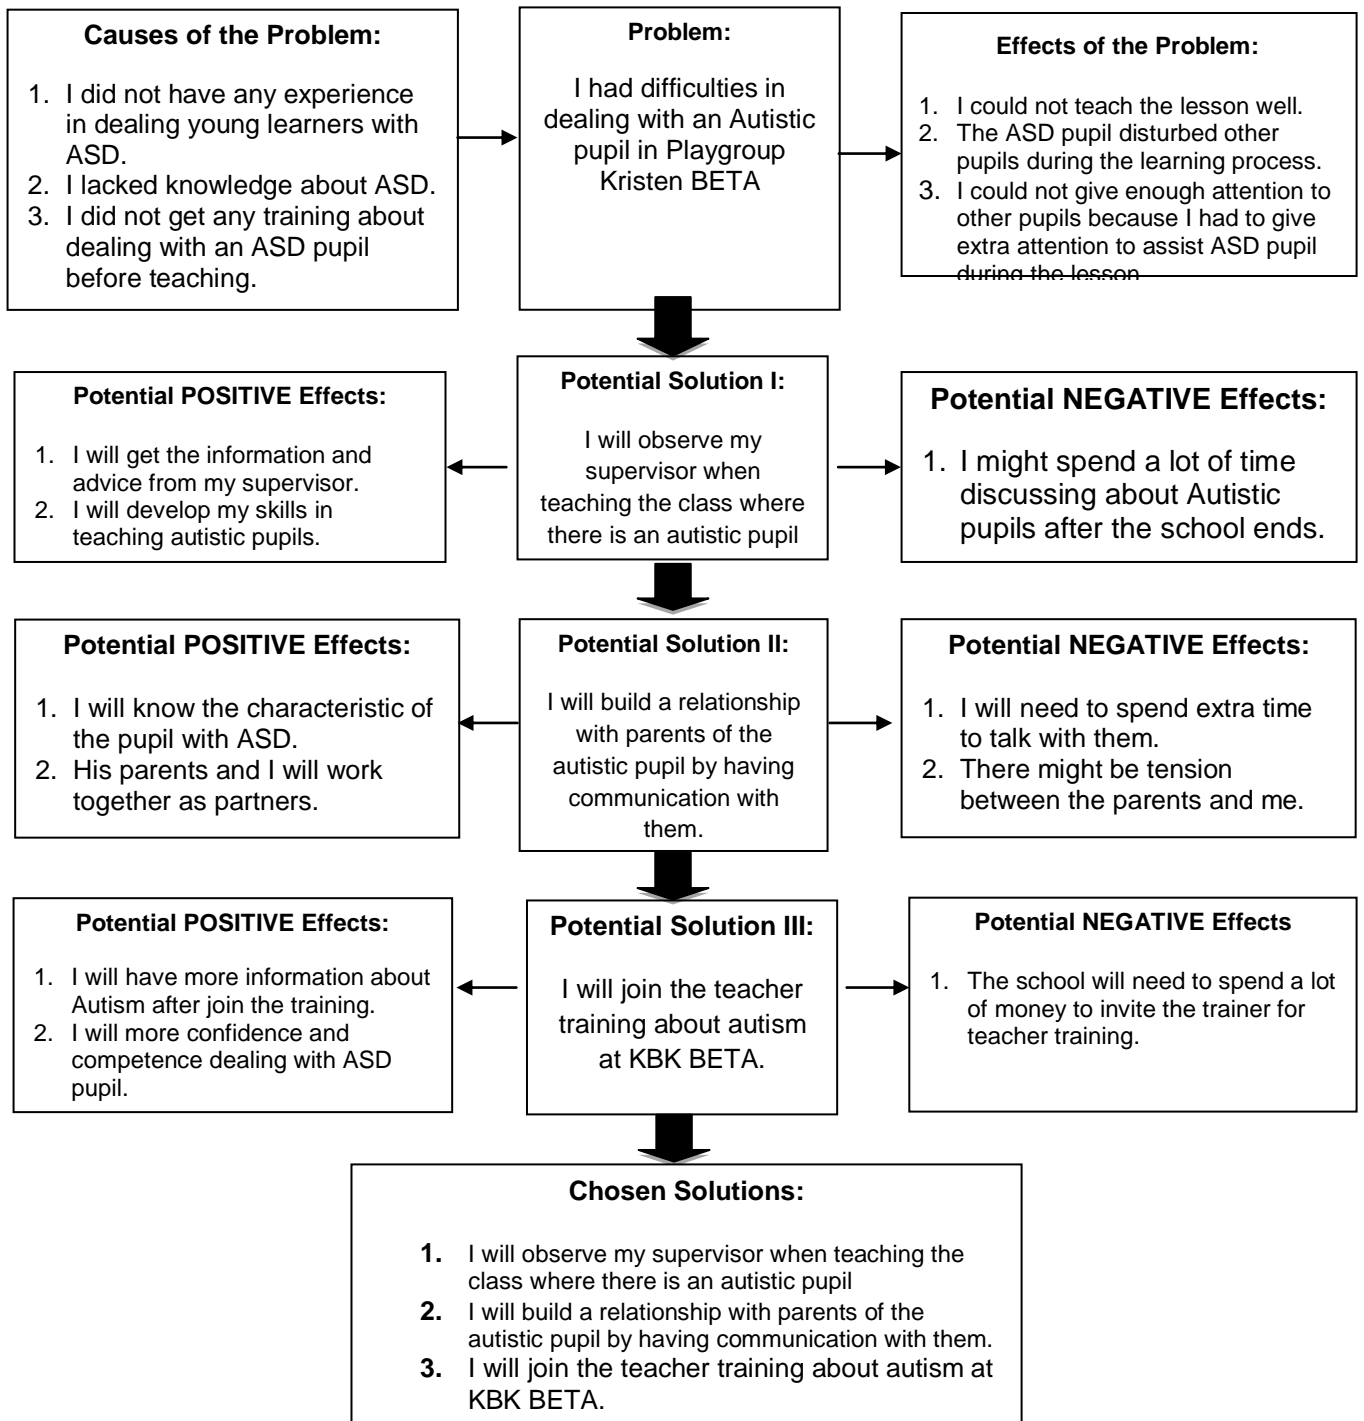 Causes of the Problem:
1. I did not have any experience
in dealing young learners with
ASD.
2. I lacked knowledge about ASD.
3. I did not get any training about
dealing with an ASD pupil
before teaching.
Problem:
I had difficulties in
dealing with an Autistic
pupil in Playgroup
Kristen BETA
Effects of the Problem:
1. I could not teach the lesson well.
2. The ASD pupil disturbed other
pupils during the learning process.
3. I could not give enough attention to
other pupils because I had to give
extra attention to assist ASD pupil
during the lesson
Potential POSITIVE Effects:
1. I will get the information and
advice from my supervisor.
2. I will develop my skills in
teaching autistic pupils.
Potential Solution I:
I will observe my
supervisor when
teaching the class where
there is an autistic pupil
Potential NEGATIVE Effects:
1. I might spend a lot of time
discussing about Autistic
pupils after the school ends.
Potential POSITIVE Effects:
1. I will know the characteristic of
the pupil with ASD.
2. His parents and I will work
together as partners.
Potential Solution II:
I will build a relationship
with parents of the
autistic pupil by having
communication with
them.
Potential NEGATIVE Effects:
1. I will need to spend extra time
to talk with them.
2. There might be tension
between the parents and me.
Potential POSITIVE Effects:
1. I will have more information about
Autism after join the training.
2. I will more confidence and
competence dealing with ASD
pupil.
Potential Solution III:
I will join the teacher
training about autism
at KBK BETA.
Potential NEGATIVE Effects
1. The school will need to spend a lot
of money to invite the trainer for
teacher training.
Chosen Solutions:
1. I will observe my supervisor when teaching the
class where there is an autistic pupil
2. I will build a relationship with parents of the
autistic pupil by having communication with them.
3. I will join the teacher training about autism at
KBK BETA.